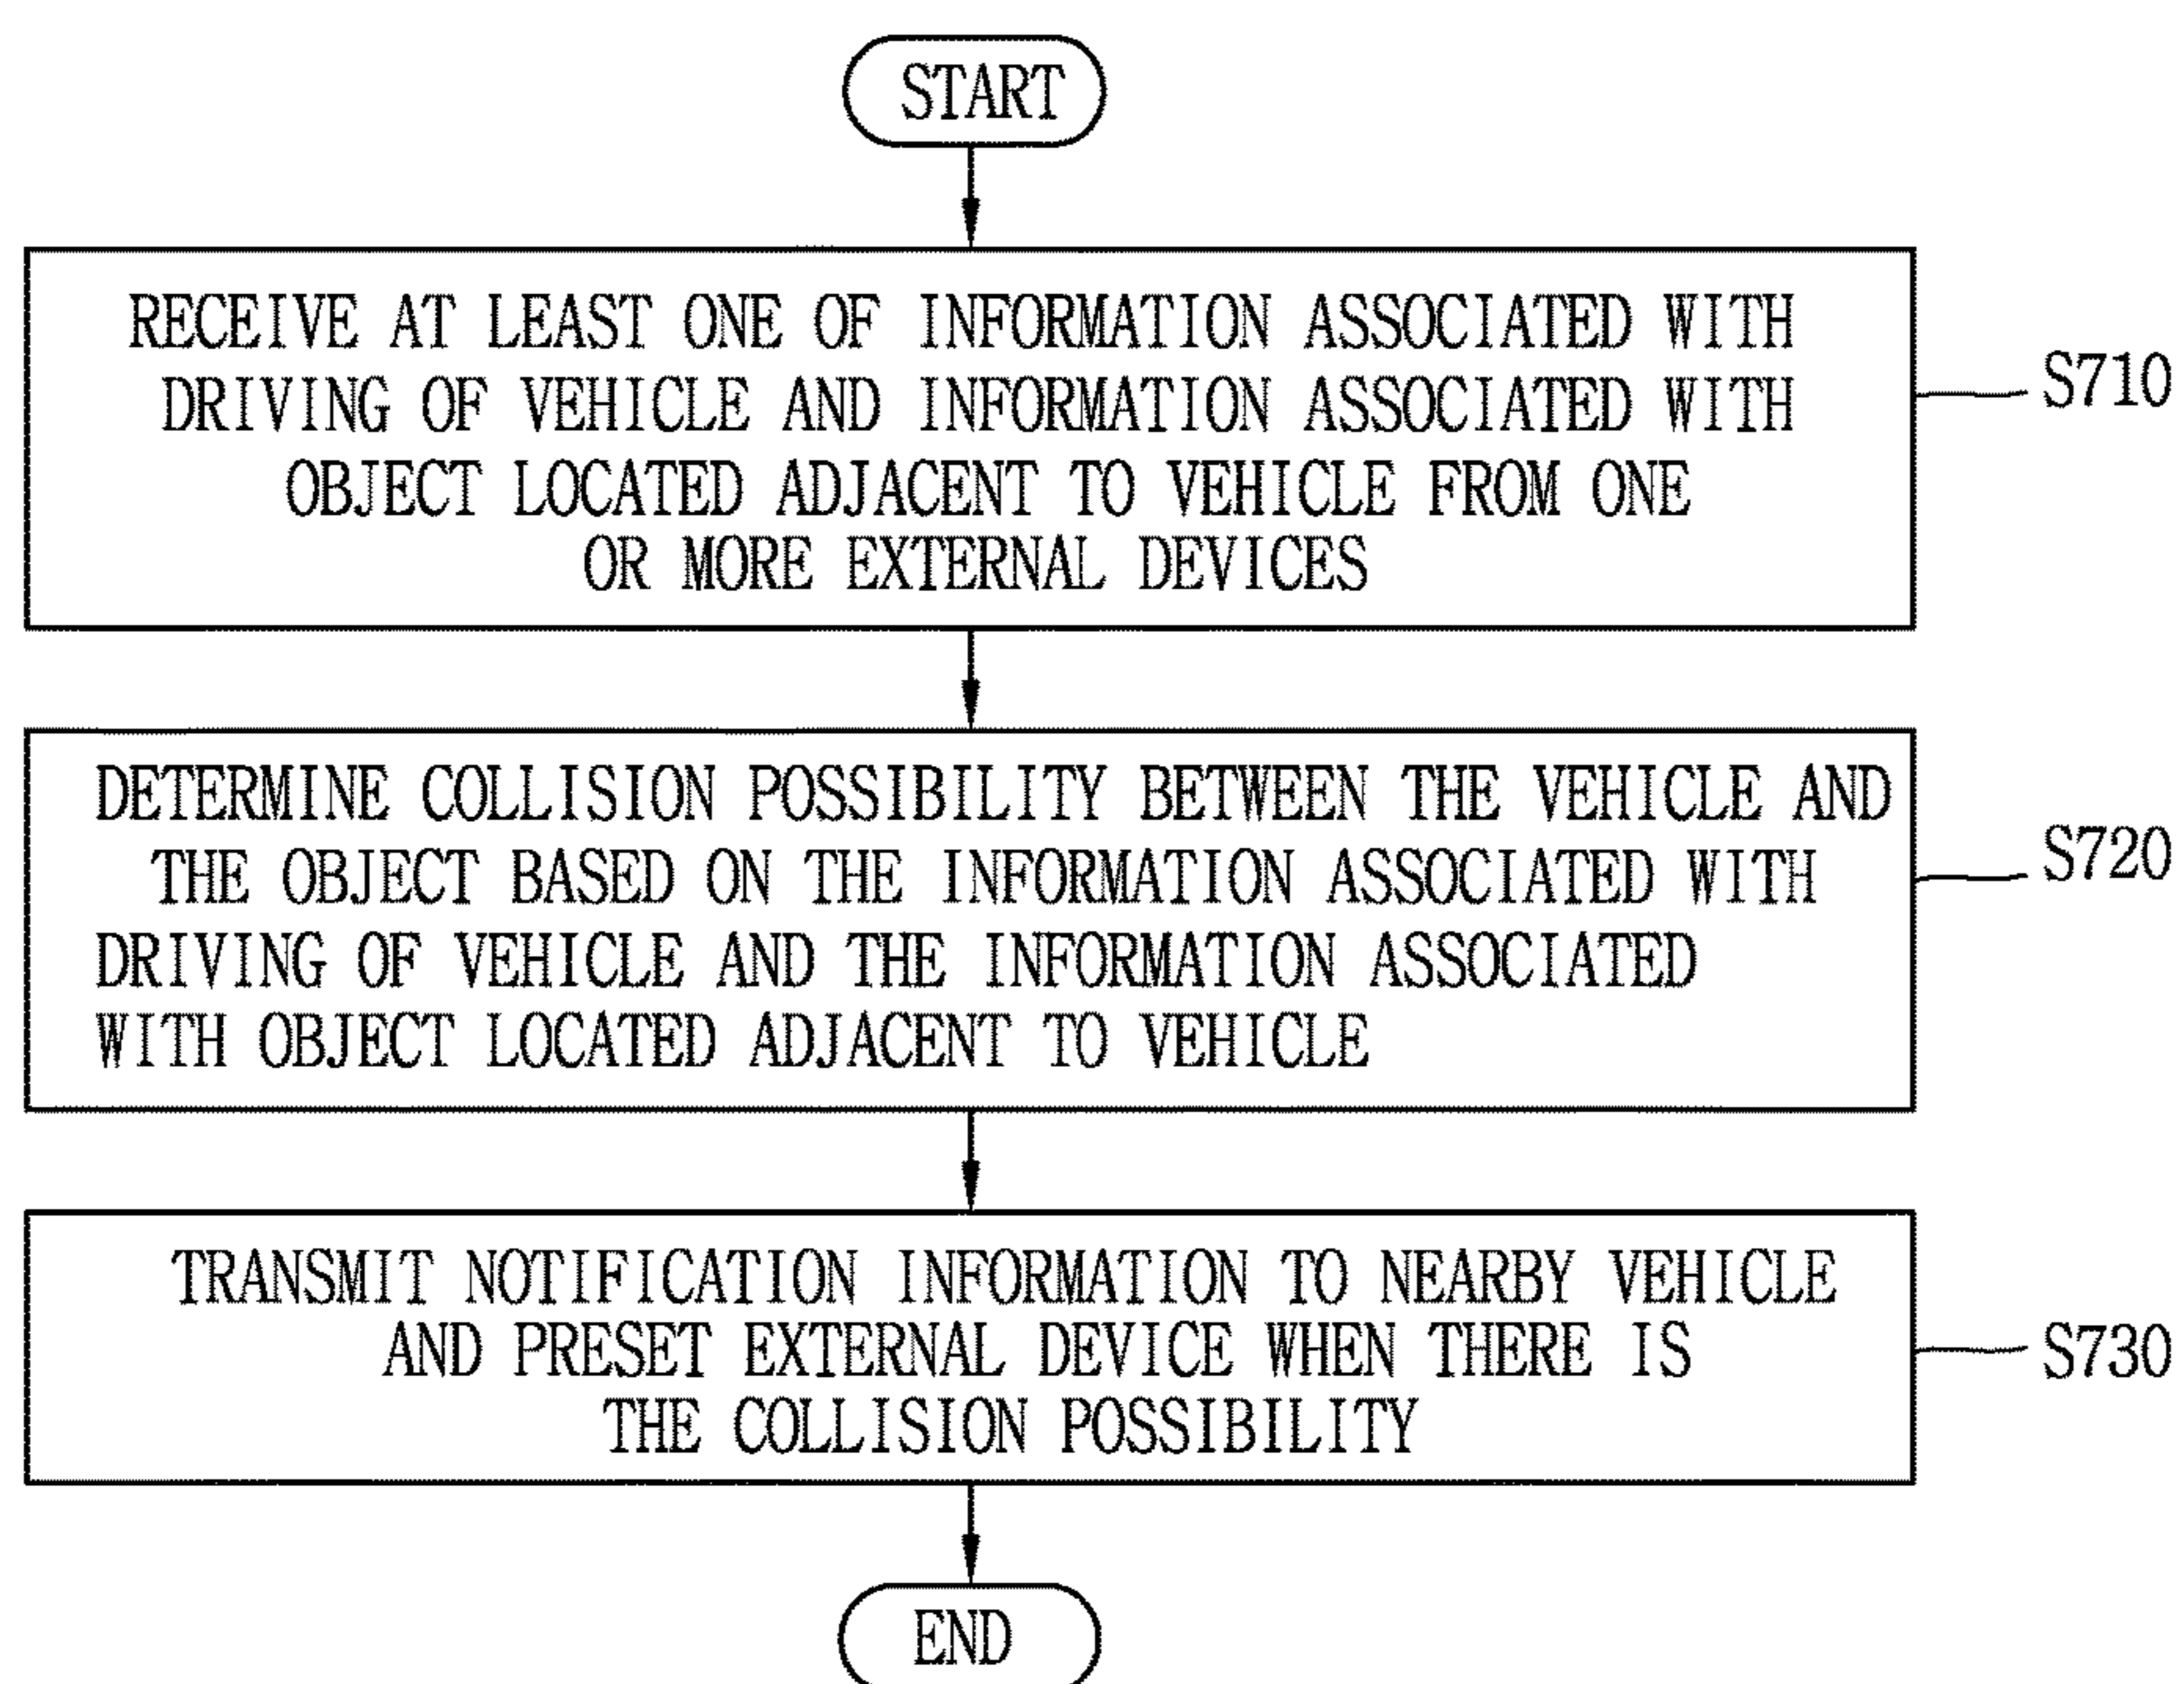 START
RECEIVE AT LEAST ONE OF INFORMATION ASSOCIATED WITH
DRIVING OF VEHICLE AND INFORMATION ASSOCIATED WITH
OBJECT LOCATED ADJACENT TO VEHICLE FROM ONE
OR MORE EXTERNAL DEVICES
S710
DETERMINE COLLISION POSSIBILITY BETWEEN THE VEHICLE AND
THE OBJECT BASED ON THE INFORMATION ASSOCIATED WITH
DRIVING OF VEHICLE AND THE INFORMATION ASSOCIATED
WITH OBJECT LOCATED ADJACENT TO VEHICLE
S720
TRANSMIT NOTIFICATION INFORMATION TO NEARBY VEHICLE
AND PRESET EXTERNAL DEVICE WHEN THERE IS
THE COLLISION POSSIBILITY
S730
END